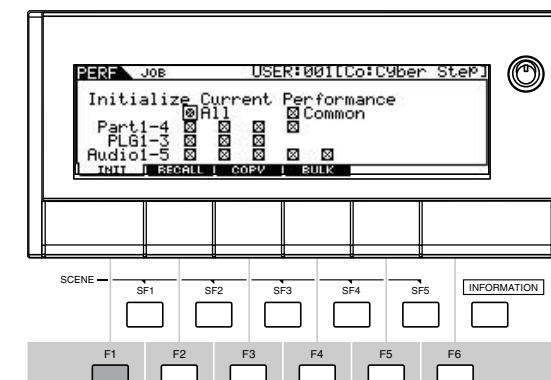 PERF JOB USER:001[Co:Cyber Step]
Initialize Current Performance
All Common
Part1-4
PLG1-3
Audio1-5
INIT RECALL COPY BULK
SCENE SF1 SF2 SF3 SF4 SF5 INFORMATION
F1 F2 F3 F4 F5 F6